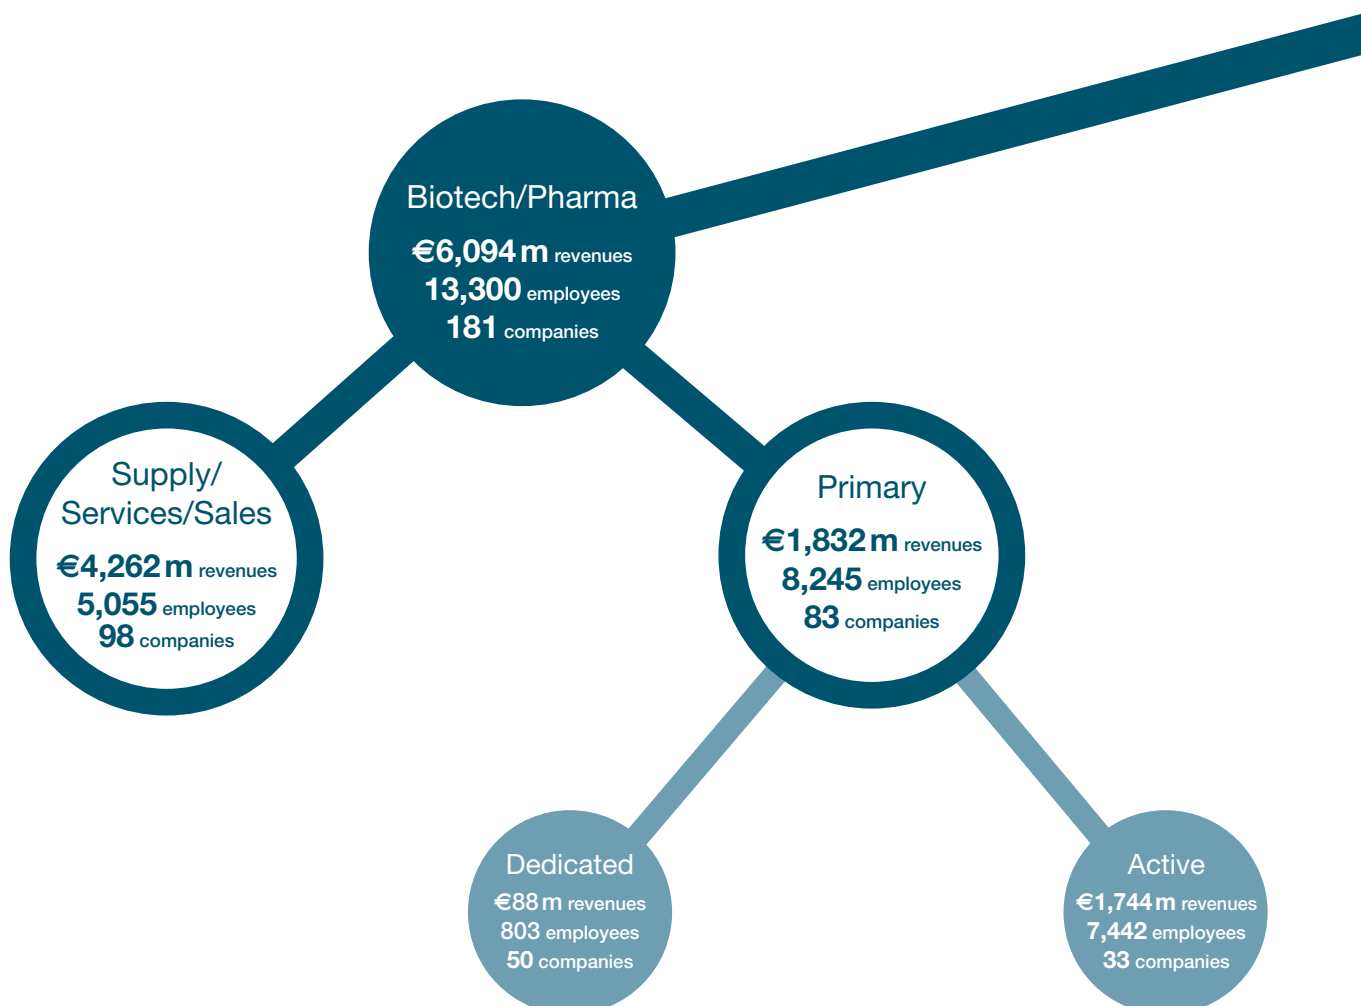 Biotech/Pharma
€6,094 m revenues
13,300 employees
181 companies
Supply/
Services/Sales
€4,262 m revenues
5,055 employees
98 companies
Primary
€1,832 m revenues
8,245 employees
83 companies
Dedicated
€88 m revenues
803 employees
50 companies
Active
€1,744 m revenues
7,442 employees
33 companies